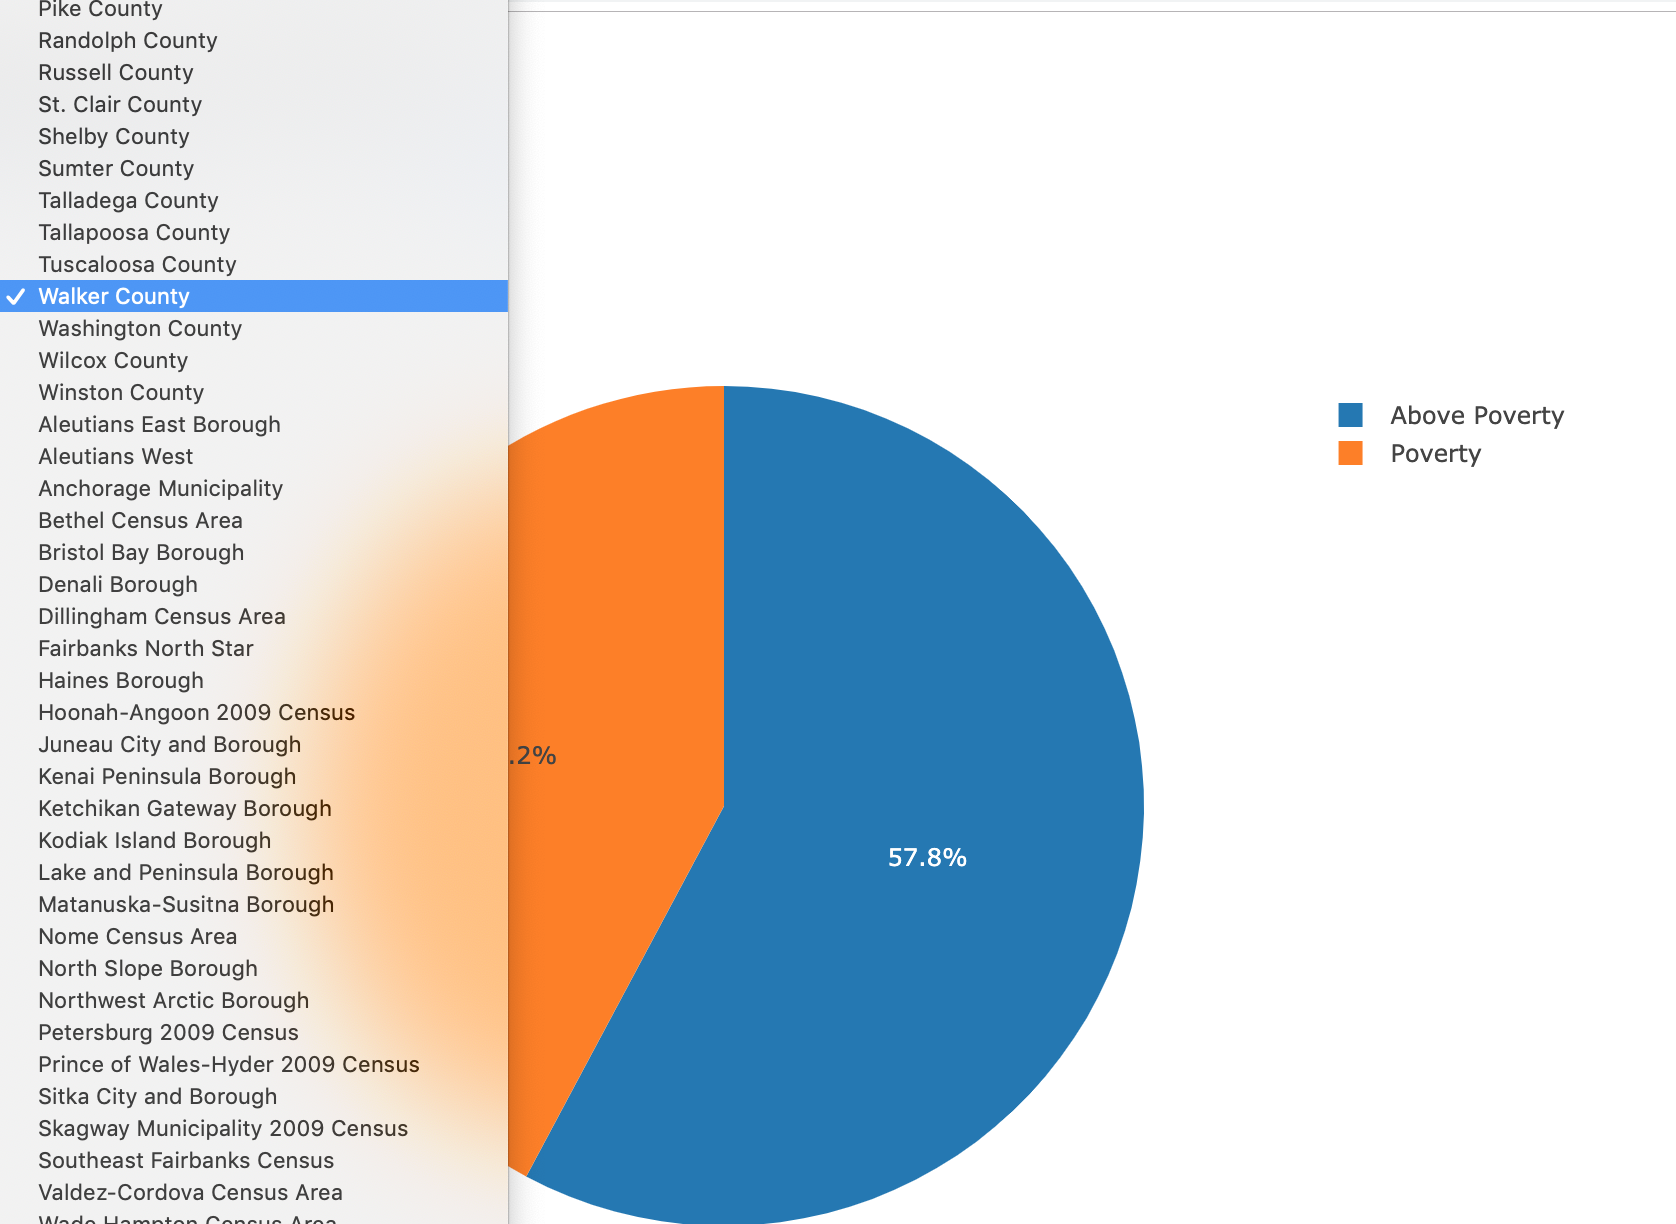 Pike County
Randolph County
Russell County
St. Clair County
Shelby County
Sumter County
Talladega County
Tallapoosa County
Tuscaloosa County
✓ Walker County
Washington County
Wilcox County
Winston County
Aleutians East Borough
Aleutians West
Anchorage Municipality
Bethel Census Area
Bristol Bay Borough
Denali Borough
Dillingham Census Area
Fairbanks North Star
Haines Borough
Hoonah-Angoon 2009 Census
Juneau City and Borough
Kenai Peninsula Borough
Ketchikan Gateway Borough
Kodiak Island Borough
Lake and Peninsula Borough
Matanuska-Susitna Borough
Nome Census Area
North Slope Borough
Northwest Arctic Borough
Petersburg 2009 Census
Prince of Wales-Hyder 2009 Census
Sitka City and Borough
Skagway Municipality 2009 Census
Southeast Fairbanks Census
Valdez-Cordova Census Area
Wade Hampton Census Area
.2%
57.8%
Above Poverty
Poverty